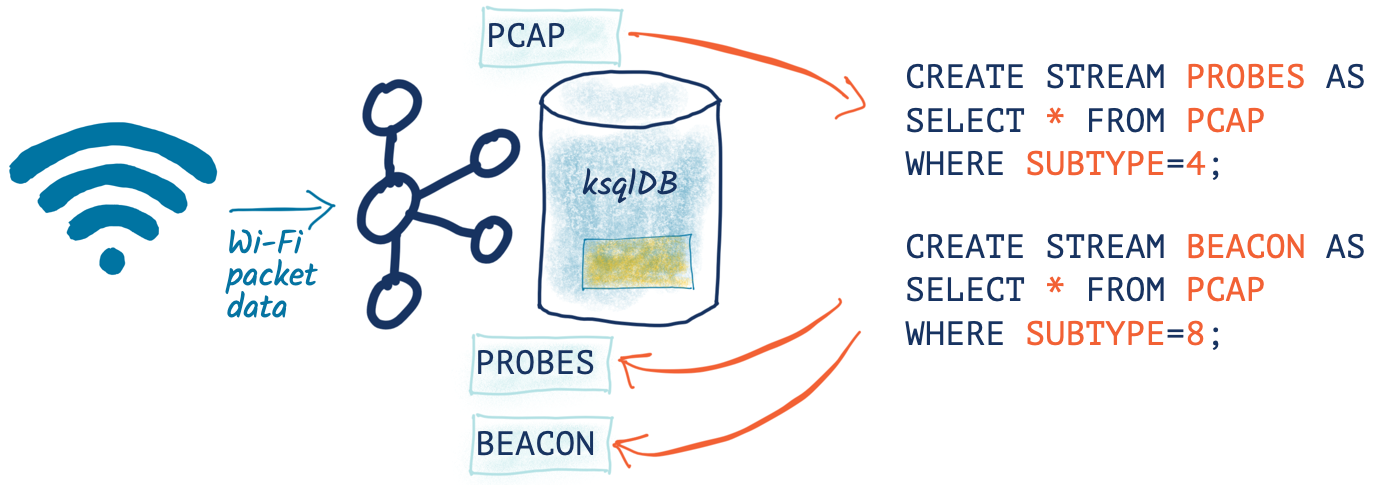 PCAP
CREATE STREAM PROBES AS
SELECT * FROM PCAP
WHERE SUBTYPE=4;
ksqlDB
Wi-Fi
packet
data
CREATE STREAM BEACON AS
SELECT * FROM PCAP
WHERE SUBTYPE=8;
PROBES
BEACON